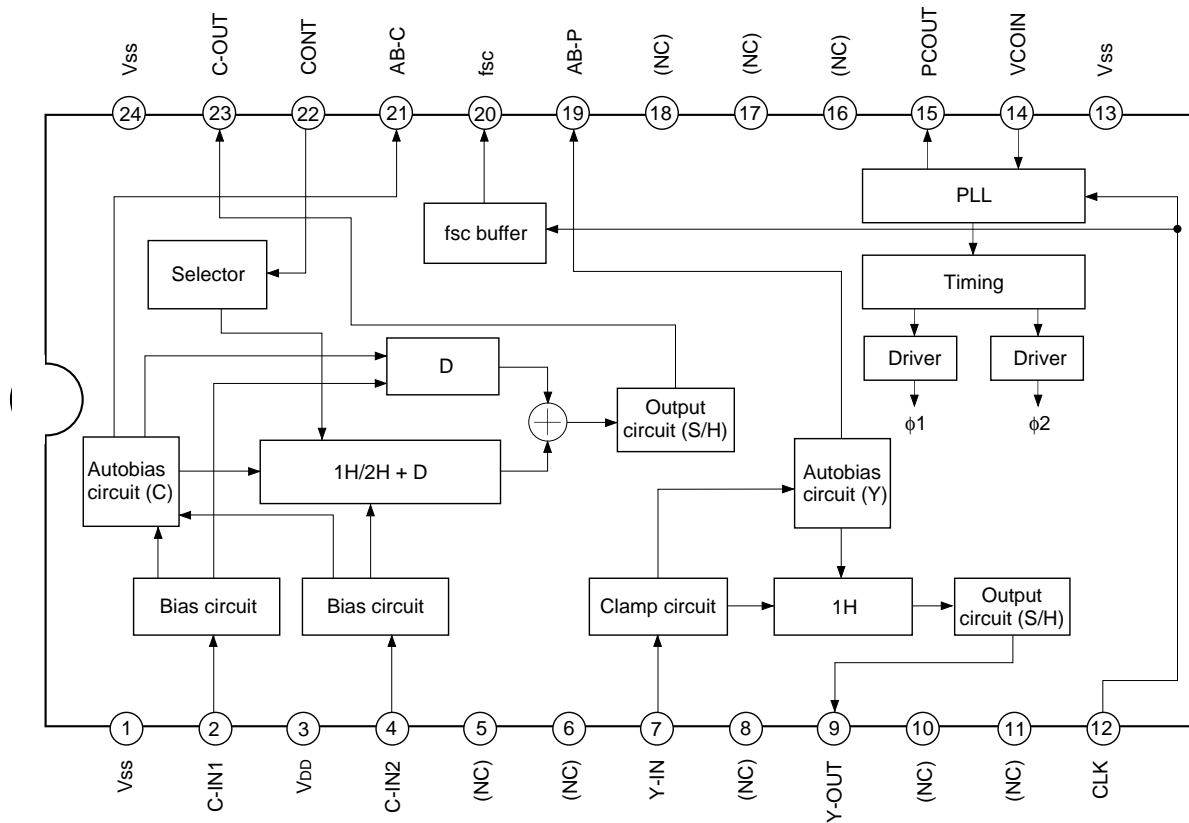 Vss
C-OUT
CONT
AB-C
fsc
AB-P
(NC)
(NC)
(NC)
PCOUT
VCOIN
Vss
24
23
22
21
20
19
18
17
16
15
14
13
PLL
fsc buffer
Selector
Timing
D
Driver
Driver
Output
circuit (S/H)
ϕ1
ϕ2
Autobias
circuit (C)
1H/2H + D
Autobias
circuit (Y)
Bias circuit
Bias circuit
Clamp circuit
1H
Output
circuit (S/H)
1
2
3
4
5
6
7
8
9
10
11
12
Vss
C-IN1
VDD
C-IN2
(NC)
(NC)
Y-IN
(NC)
Y-OUT
(NC)
(NC)
CLK